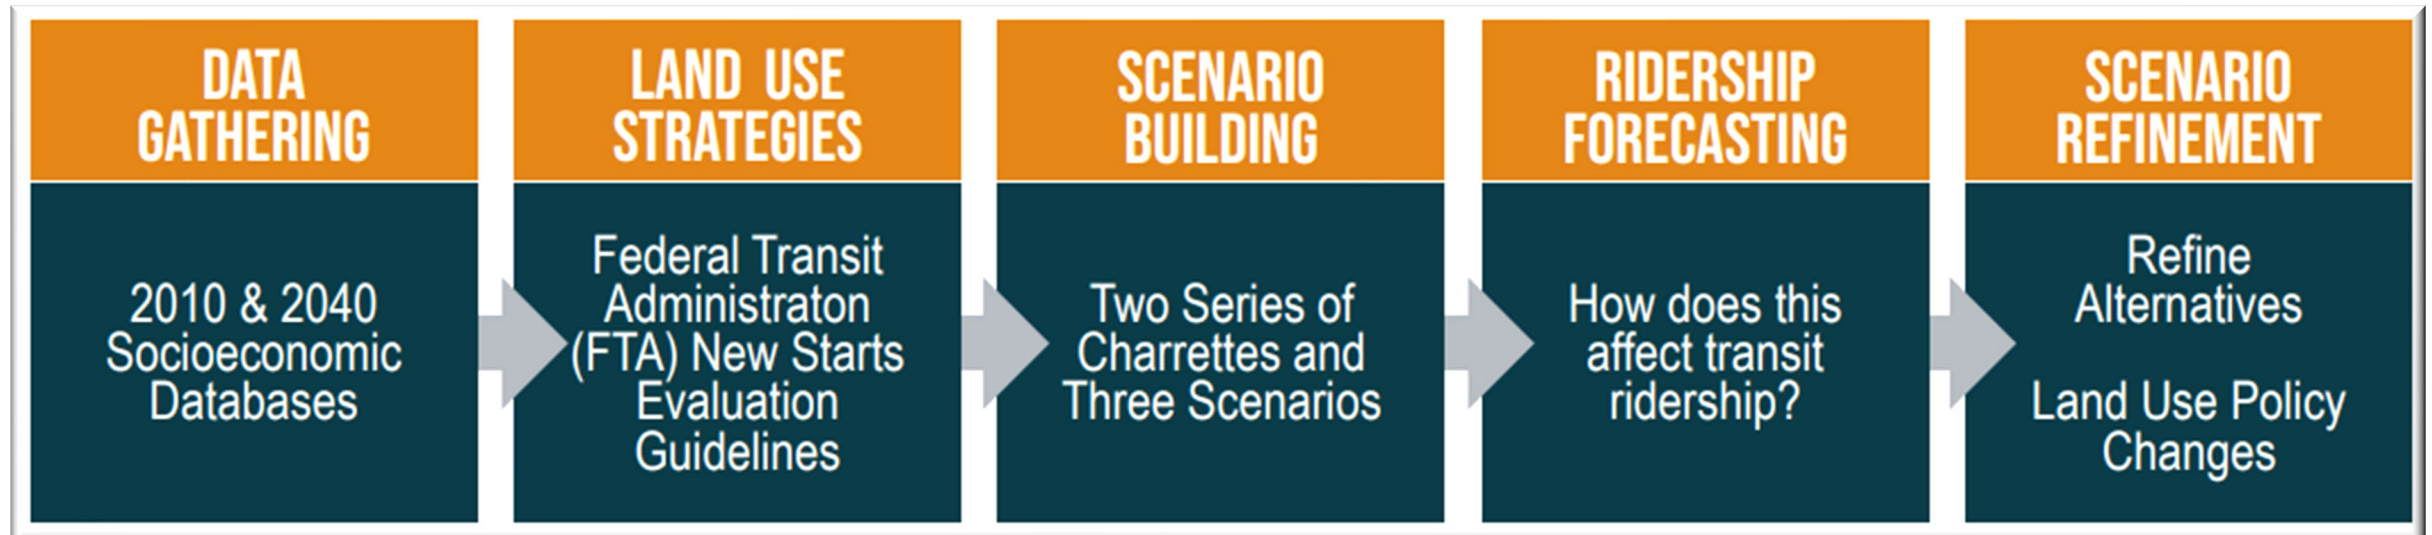 DATA
GATHERING
2010 & 2040
Socioeconomic
Databases
LAND USE
STRATEGIES
Federal Transit
Administraton
(FTA) New Starts
Evaluation
Guidelines
SCENARIO
BUILDING
Two Series of
Charrettes and
Three Scenarios
RIDERSHIP
FORECASTING
How does this
affect transit
ridership?
SCENARIO
REFINEMENT
Refine
Alternatives
Land Use Policy
Changes